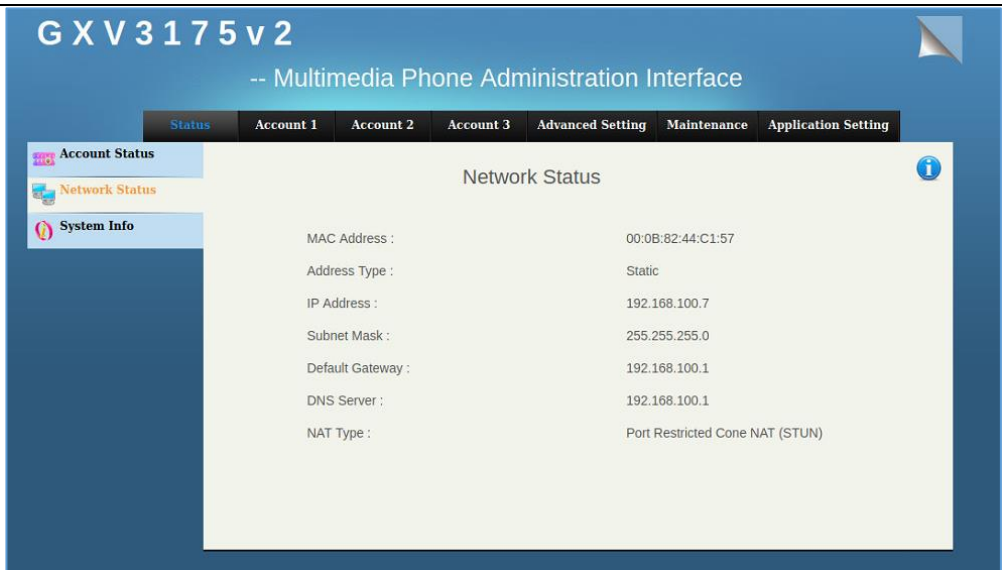 GXV3175v2
-- Multimedia Phone Administration Interface
Status Account 1 Account 2 Account 3 Advanced Setting Maintenance Application Setting
Account Status
Network Status
System Info
Network Status
MAC Address : 00:0B:82:44:C1:57
Address Type : Static
IP Address : 192.168.100.7
Subnet Mask : 255.255.255.0
Default Gateway : 192.168.100.1
DNS Server : 192.168.100.1
NAT Type : Port Restricted Cone NAT (STUN)